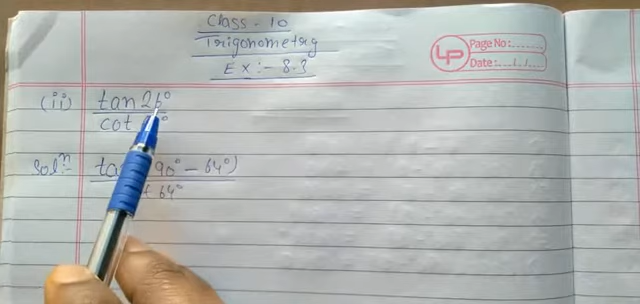 Class - 10
Trigonometry
Ex :- 8.3
LP
Page No:
Date:
(ii) tan 26°
cot
Solⁿ:- (90° - 64°)
64°